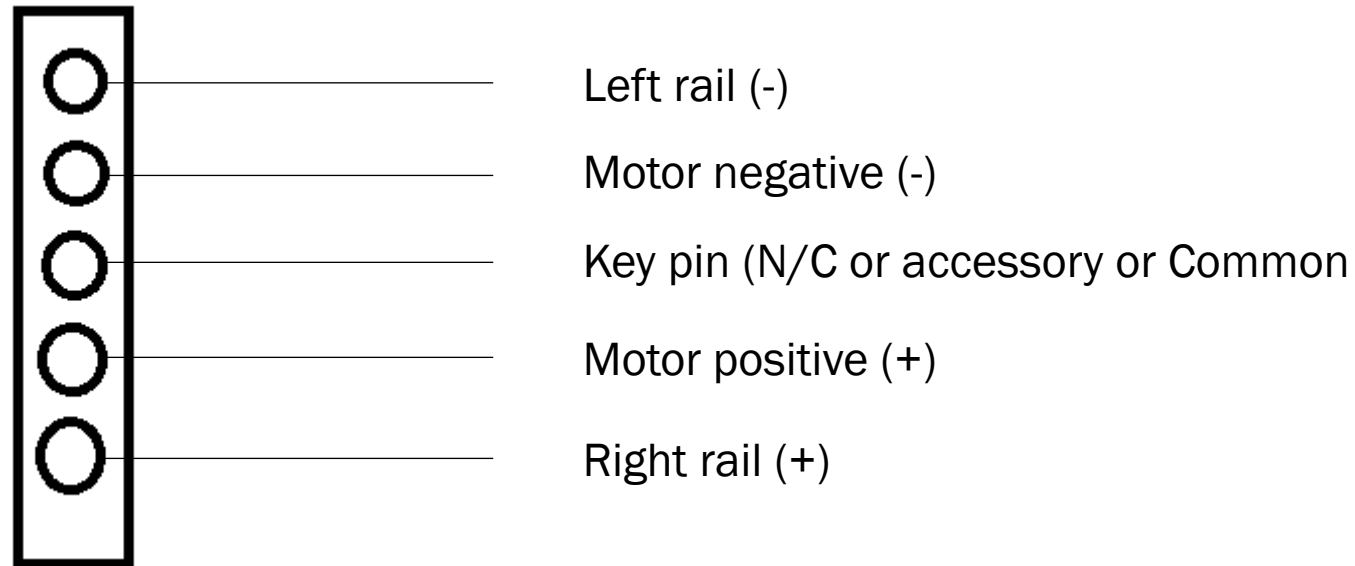 Left rail (-)
Motor negative (-)
Key pin (N/C or accessory or Common
Motor positive (+)
Right rail (+)